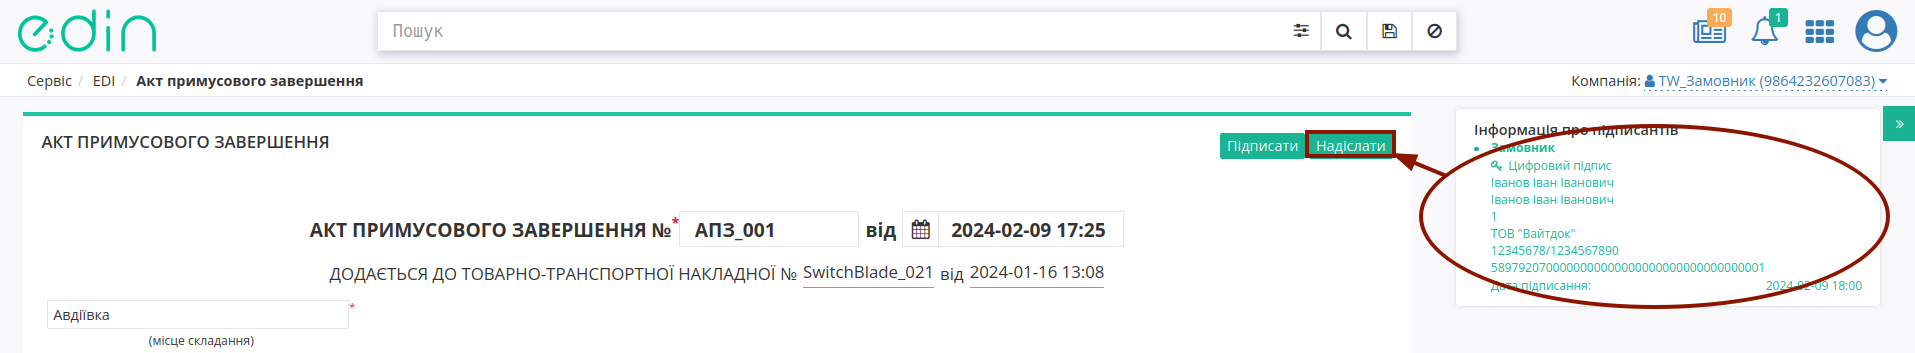 edin
Пошук
10
1
Сервіс / EDI / Акт примусового завершення
Компанія: TW_Замовник (9864232607083)
АКТ ПРИМУСОВОГО ЗАВЕРШЕННЯ
Підписати Надіслати
АКТ ПРИМУСОВОГО ЗАВЕРШЕННЯ №* АПЗ_001 від 2024-02-09 17:25
ДОДАЄТЬСЯ ДО ТОВАРНО-ТРАНСПОРТНОЇ НАКЛАДНОЇ № SwitchBlade_021 від 2024-01-16 13:08
Авдіївка *
(місце складання)
»
Інформація про підписантів
Замовник
Цифровий підпис
Іванов Іван Іванович
Іванов Іван Іванович
1
ТОВ "Вайтдок"
12345678/1234567890
Дата підписання: 2024-02-09 18:00